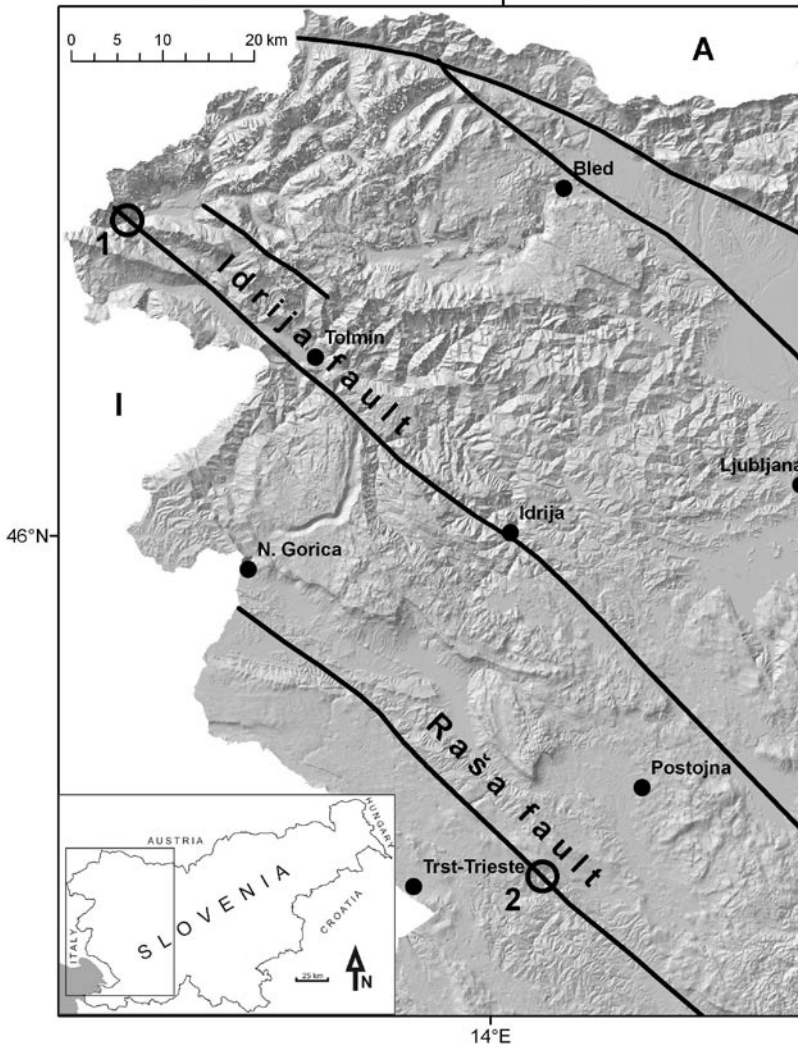 0 5 10 20 km
A
Bled
1
Idrija fault
Tolmin
I
Ljubljana
Idrija
46°N
N. Gorica
Raša fault
Postojna
Trst-Trieste
2
HUNGARY
AUSTRIA
SLOVENIA
CROATIA
ITALY
25 km
N
14°E